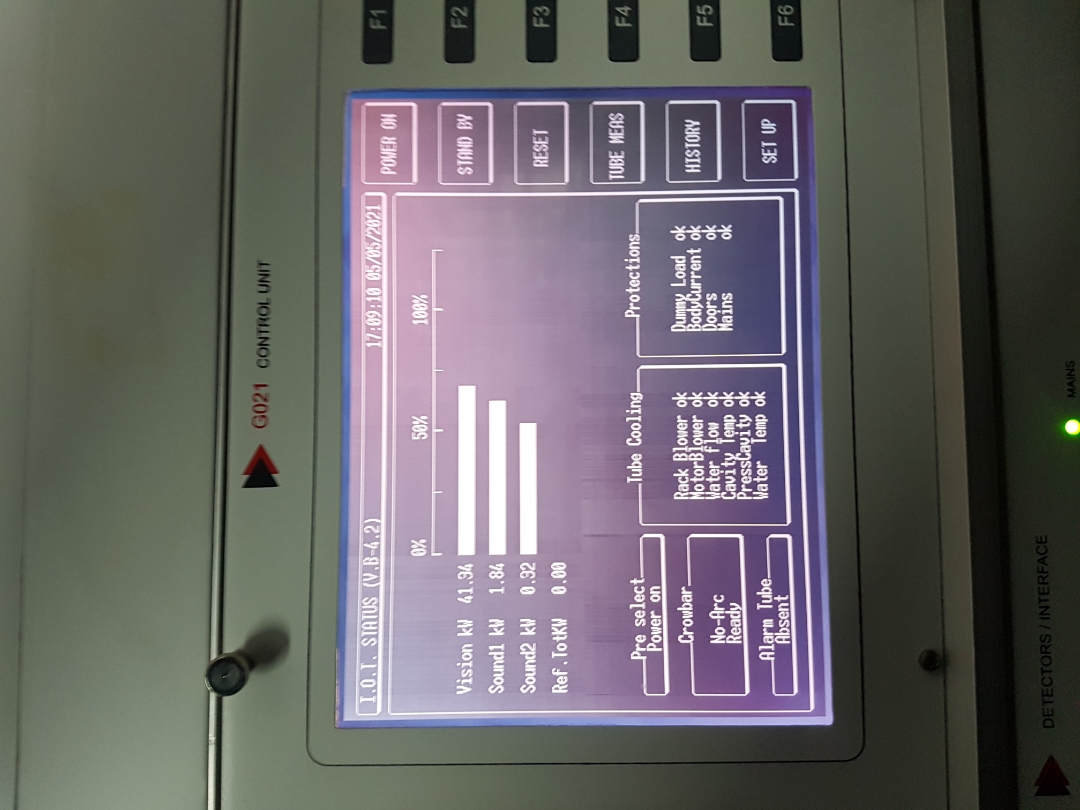 G021 CONTROL UNIT
I.O.T. STATUS (V.B-4.2) 17:09:10 05/05/2021
0% 50% 100%
Vision kW 41.34
Sound1 kW 1.84
Sound2 kW 0.32
Ref.TotKW 0.00
Pre select
Power on
Crowbar
No-Arc
Ready
Alarm Tube
Absent
Tube Cooling
Rack Blower ok
MotorBlower ok
Water flow ok
Cavity Temp ok
PressCavity ok
Water Temp ok
Protections
Dummy Load ok
BodyCurrent ok
Doors ok
Mains ok
POWER ON
STAND BY
RESET
TUBE MEAS
HISTORY
SET UP
F1
F2
F3
F4
F5
F6
DETECTORS / INTERFACE
MAINS